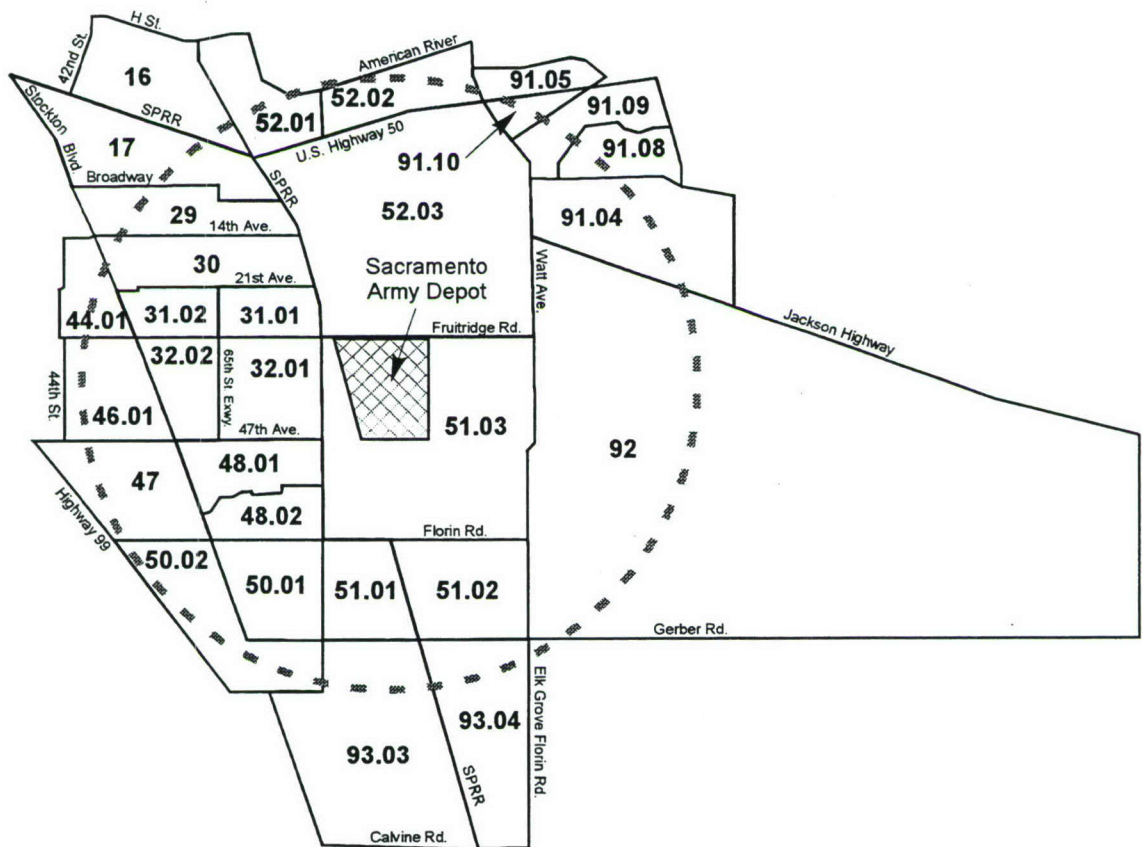 H St.
42nd St.
American River
16
91.05
52.02
91.09
Stockton Blvd.
SPRR
52.01
U.S. Highway 50
91.08
17
91.10
Broadway
SPRR
52.03
29
14th Ave.
91.04
30
21st Ave.
Sacramento
Army Depot
Watt Ave.
44.01
31.02
31.01
Fruitridge Rd.
Jackson Highway
32.02
65th St. Exwy.
32.01
44th St.
46.01
47th Ave.
51.03
92
47
48.01
Highway 99
48.02
Florin Rd.
50.02
50.01
51.01
51.02
Gerber Rd.
Elk Grove Florin Rd.
93.04
93.03
SPRR
Calvine Rd.